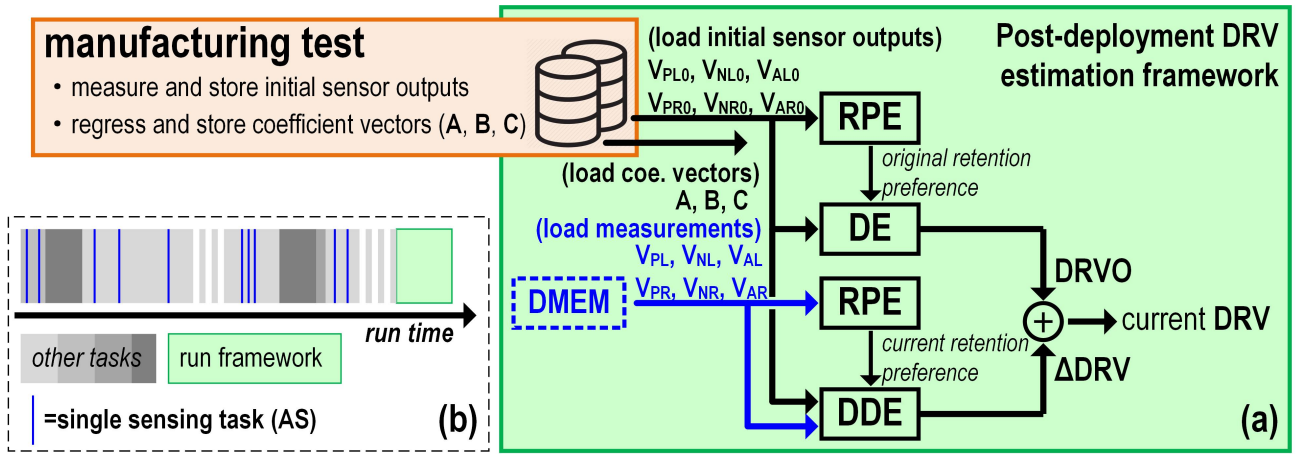 manufacturing test
• measure and store initial sensor outputs
• regress and store coefficient vectors (A, B, C)
Post-deployment DRV
estimation framework
(load initial sensor outputs)
VPL0, VNL0, VAL0
VPR0, VNR0, VAR0
RPE
original retention
preference
(load coe. vectors)
A, B, C
DE
(load measurements)
VPL, VNL, VAL
VPR, VNR, VAR
DMEM
RPE
current retention
preference
DDE
DRVO
+
current DRV
ΔDRV
(a)
run time
other tasks
run framework
=single sensing task (AS)
(b)